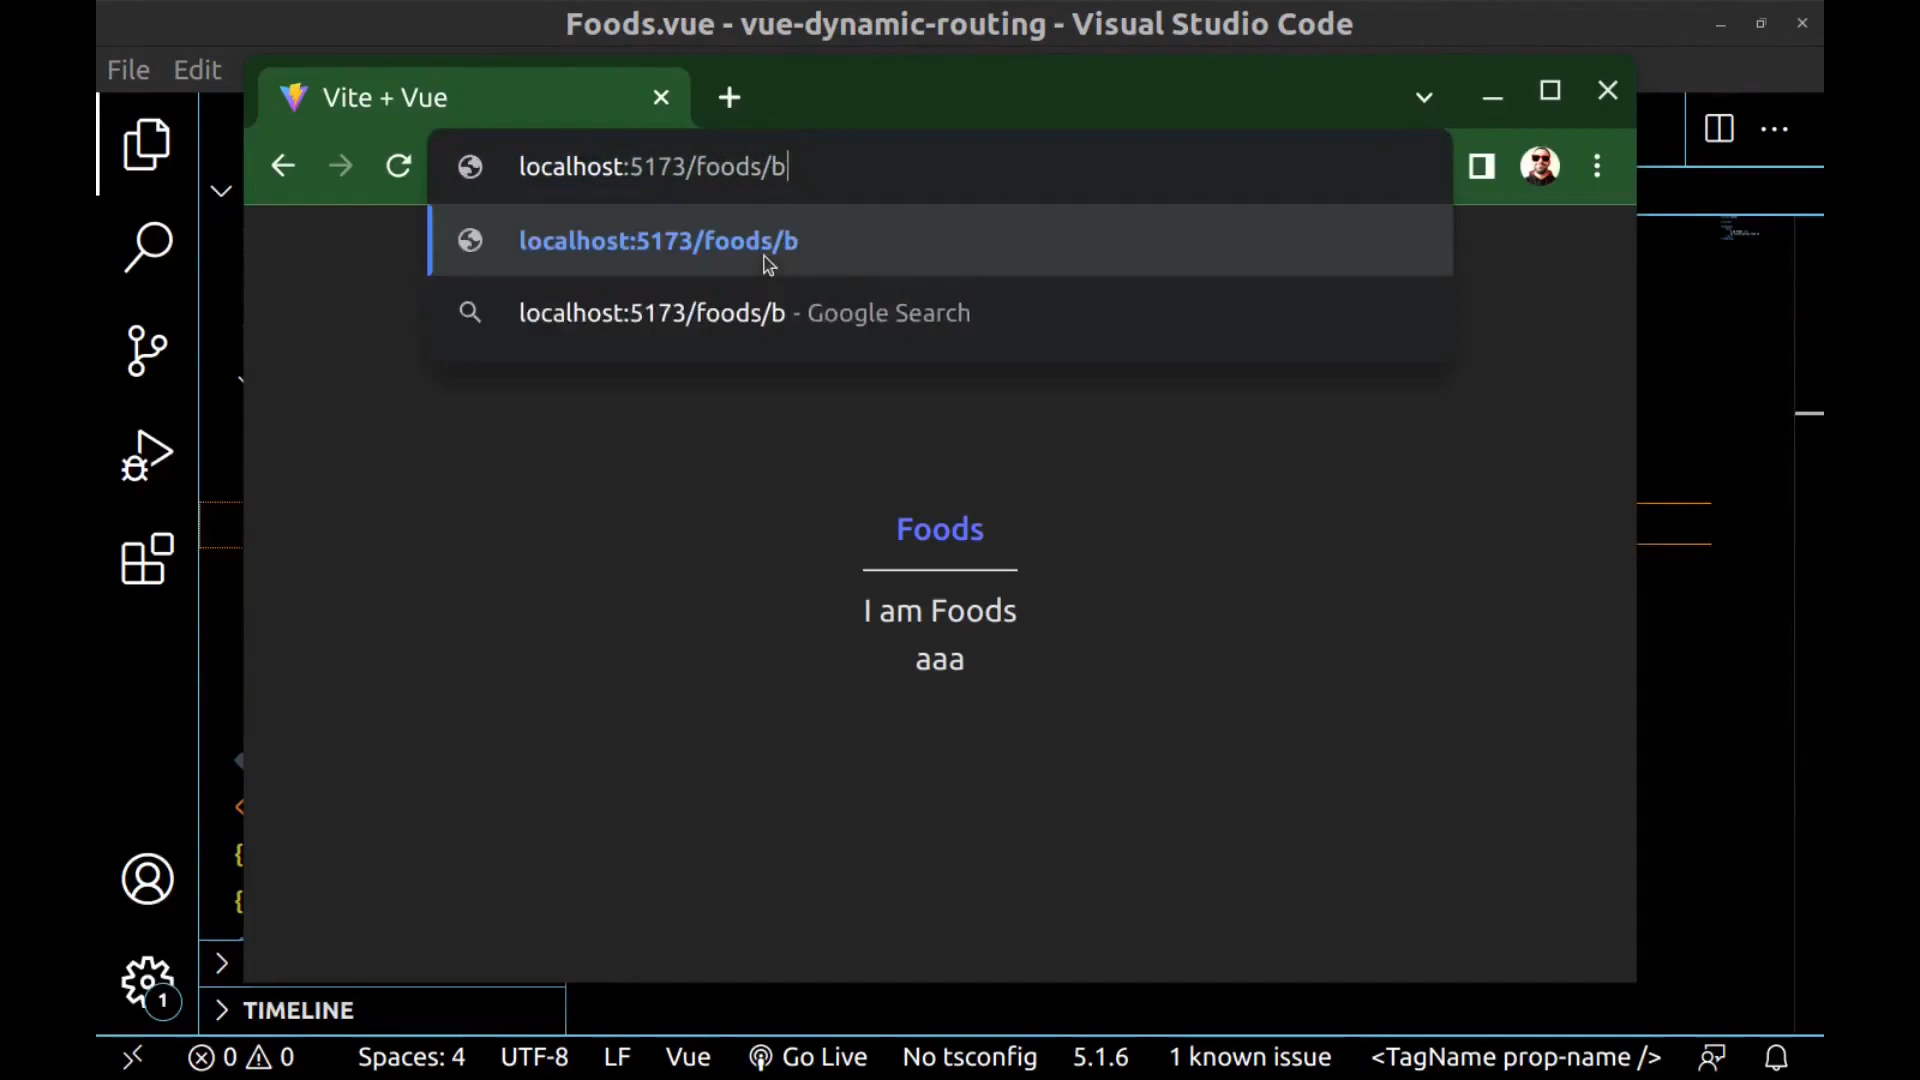 Foods.vue - vue-dynamic-routing - Visual Studio Code
File Edit
Vite + Vue
localhost:5173/foods/b
localhost:5173/foods/b
localhost:5173/foods/b - Google Search
Foods
I am Foods
aaa
<
{
{
1
TIMELINE
0 0 Spaces: 4 UTF-8 LF Vue Go Live No tsconfig 5.1.6 1 known issue <TagName prop-name />